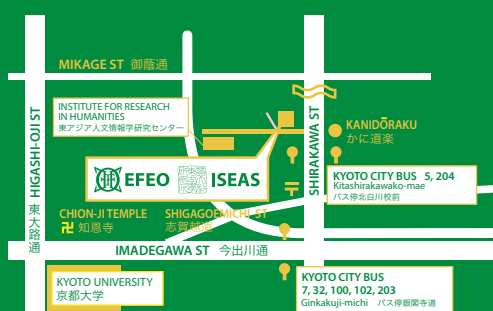 MIKAGE ST 御蔭通
HIGASHI-OJI ST 東大路通
INSTITUTE FOR RESEARCH
IN HUMANITIES
東アジア人文情報学研究センター
SHIRAKAWA ST
KANIDŌRAKU
かに道楽
EFEO ISEAS
KYOTO CITY BUS 5, 204
Kitashirakawako-mae
バス停北白川校前
CHION-JI TEMPLE
卍 知恩寺
SHIGAGOEMICHI ST
志賀越道
IMADEGAWA ST 今出川通
KYOTO UNIVERSITY
京都大学
KYOTO CITY BUS
7, 32, 100, 102, 203
Ginkakuji-michi バス停銀閣寺道